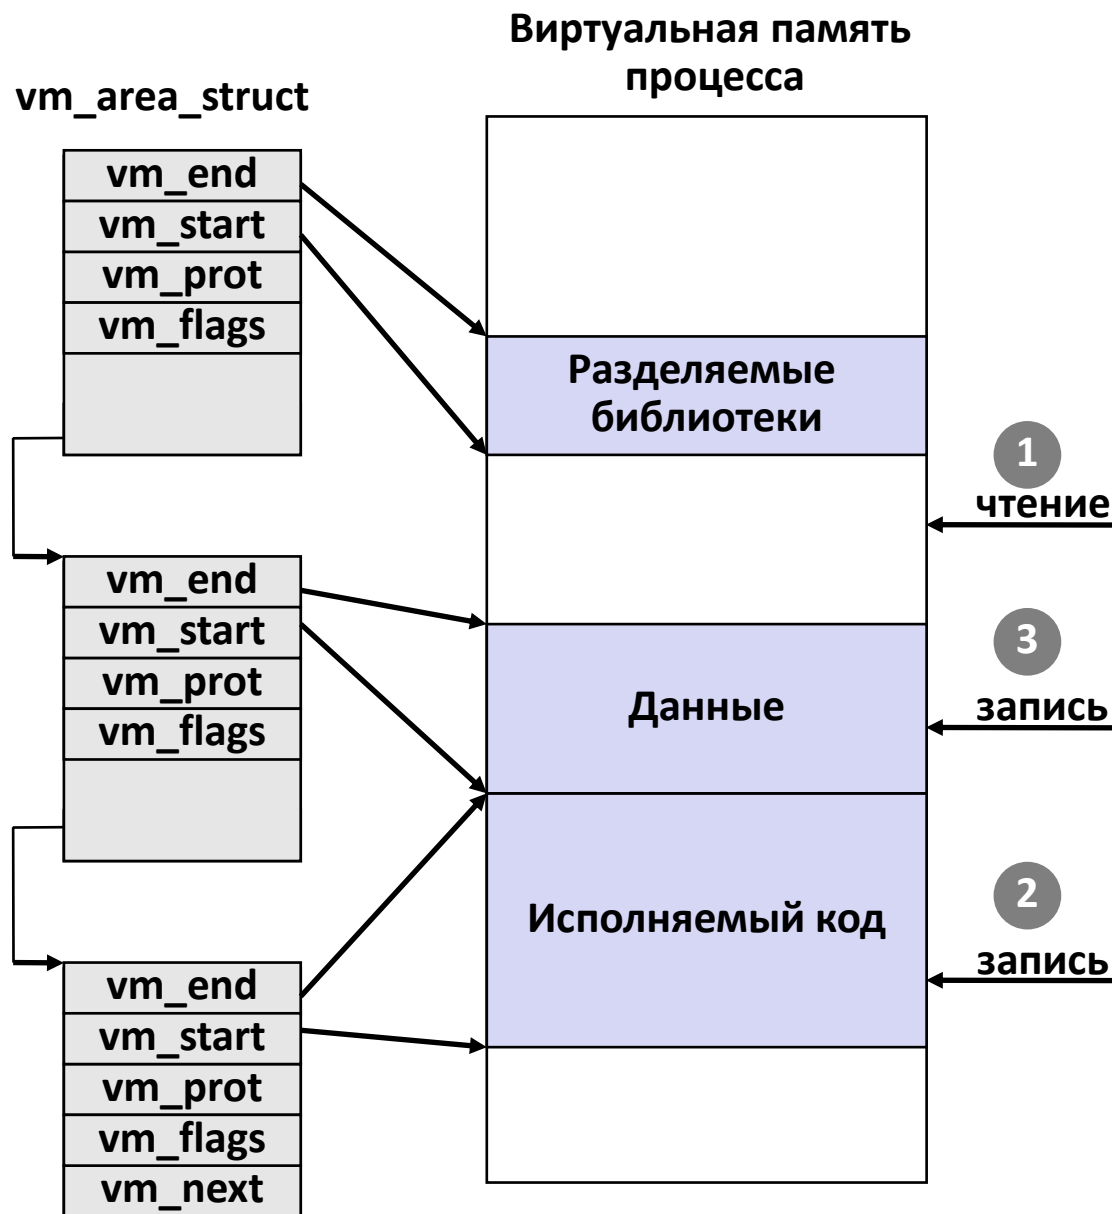 Виртуальная память
процесса
vm_area_struct
vm_end
vm_start
vm_prot
vm_flags
Разделяемые
библиотеки
1
чтение
vm_end
vm_start
vm_prot
vm_flags
Данные
3
запись
Исполняемый код
2
запись
vm_end
vm_start
vm_prot
vm_flags
vm_next